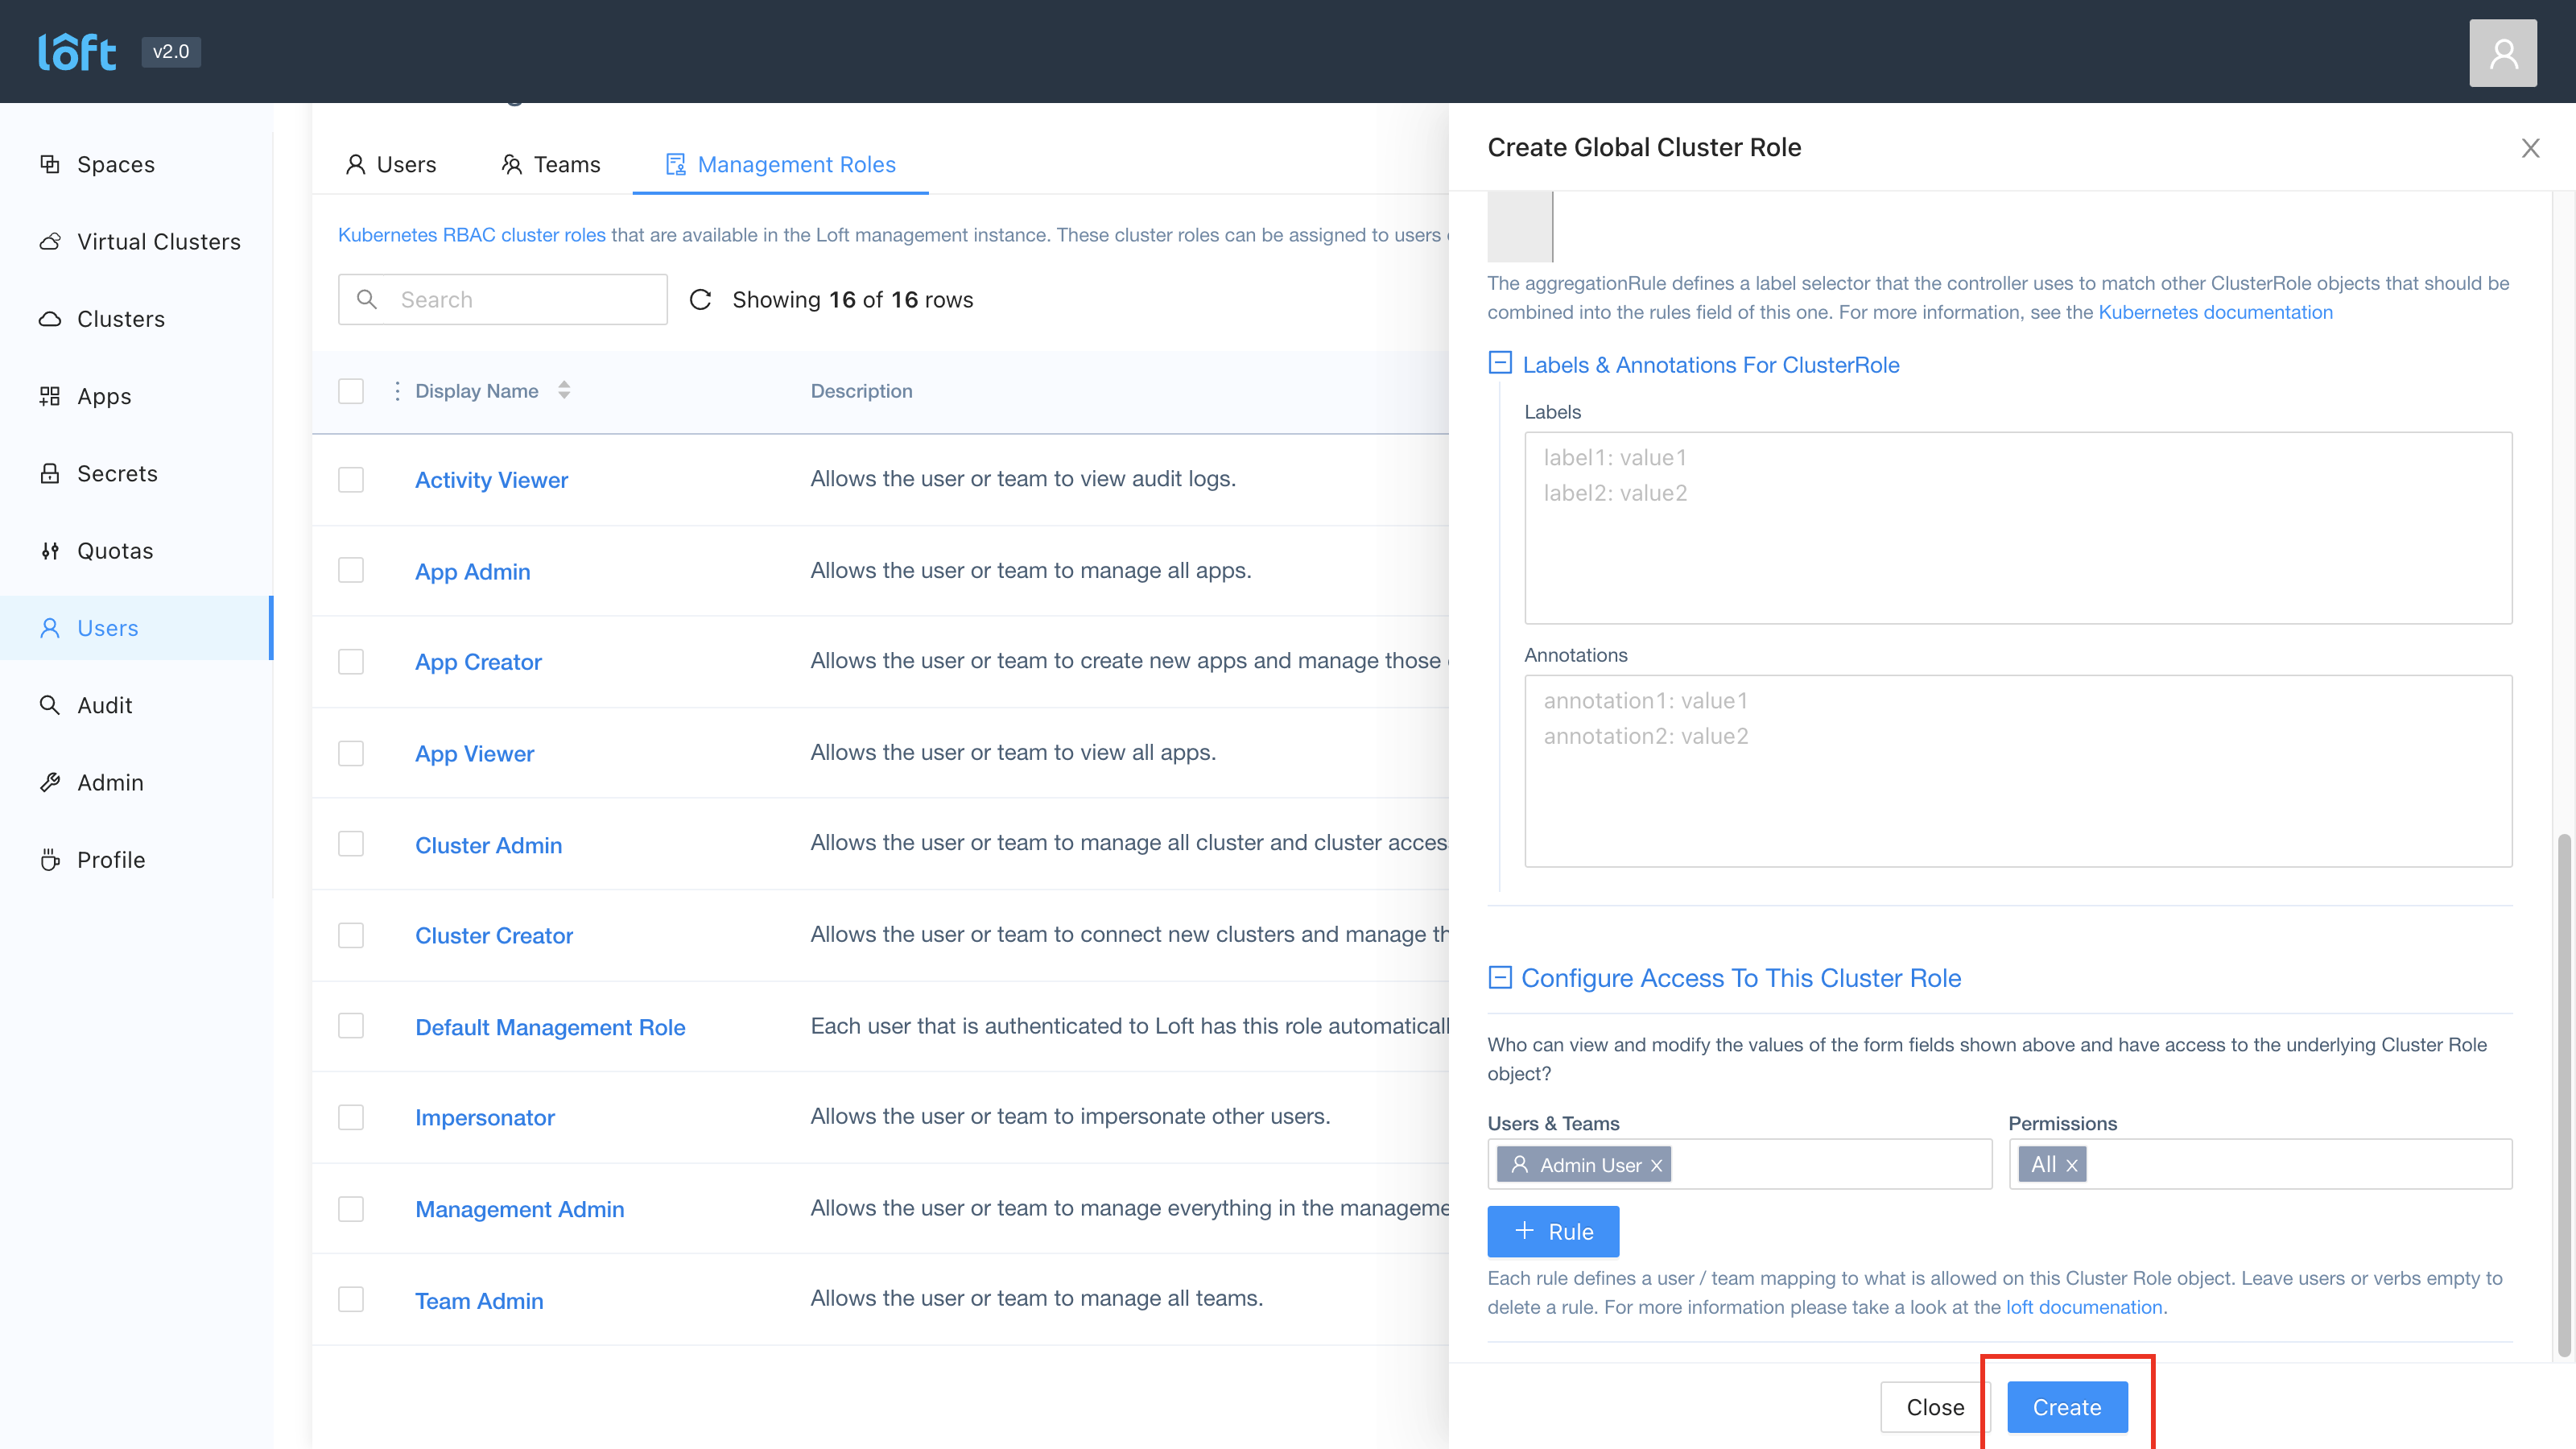 lôft v2.0
Spaces
Virtual Clusters
Clusters
Apps
Secrets
Quotas
Users
Audit
Admin
Profile
Users Teams Management Roles
Kubernetes RBAC cluster roles that are available in the Loft management instance. These cluster roles can be assigned to users
Search Showing 16 of 16 rows
Display Name Description
Activity Viewer Allows the user or team to view audit logs.
App Admin Allows the user or team to manage all apps.
App Creator Allows the user or team to create new apps and manage those
App Viewer Allows the user or team to view all apps.
Cluster Admin Allows the user or team to manage all cluster and cluster acces
Cluster Creator Allows the user or team to connect new clusters and manage th
Default Management Role Each user that is authenticated to Loft has this role automaticall
Impersonator Allows the user or team to impersonate other users.
Management Admin Allows the user or team to manage everything in the manageme
Team Admin Allows the user or team to manage all teams.
Create Global Cluster Role
The aggregationRule defines a label selector that the controller uses to match other ClusterRole objects that should be
combined into the rules field of this one. For more information, see the Kubernetes documentation
Labels & Annotations For ClusterRole
Labels
label1: value1
label2: value2
Annotations
annotation1: value1
annotation2: value2
Configure Access To This Cluster Role
Who can view and modify the values of the form fields shown above and have access to the underlying Cluster Role
object?
Users & Teams Permissions
Admin User All
+ Rule
Each rule defines a user / team mapping to what is allowed on this Cluster Role object. Leave users or verbs empty to
delete a rule. For more information please take a look at the loft documenation.
Close Create